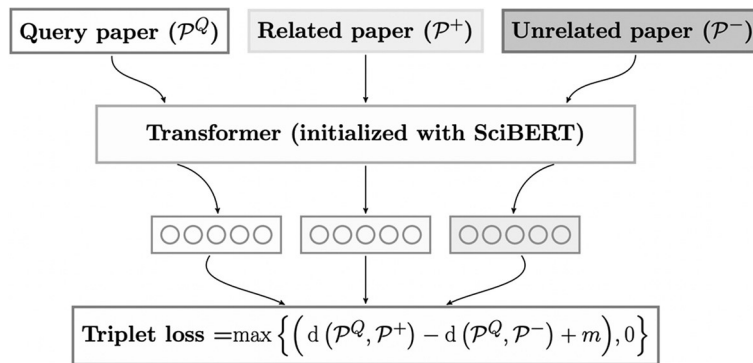 Query paper (𝒫^Q) Related paper (𝒫^+) Unrelated paper (𝒫^−)
Transformer (initialized with SciBERT)
Triplet loss =max{(d(𝒫^Q, 𝒫^+) − d(𝒫^Q, 𝒫^−) + m), 0}